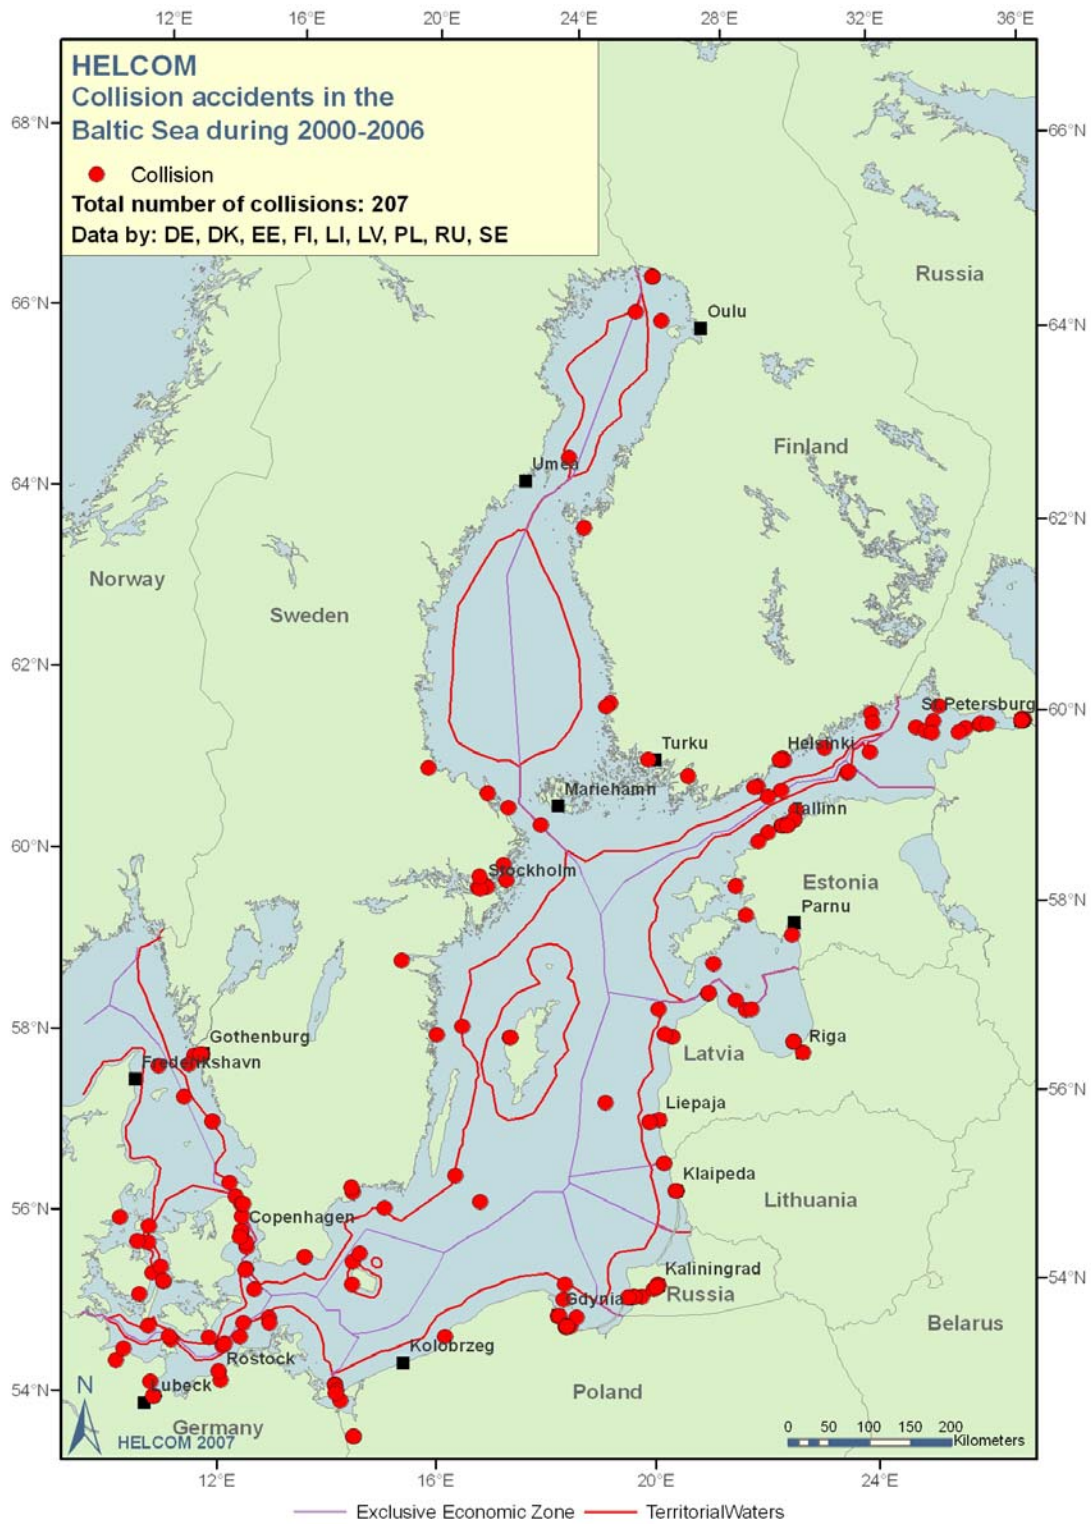 12°E 16°E 20°E 24°E 28°E 32°E 36°E
HELCOM
Collision accidents in the
Baltic Sea during 2000-2006
Collision
Total number of collisions: 207
Data by: DE, DK, EE, FI, LI, LV, PL, RU, SE
68°N
66°N
Russia
66°N
Oulu
64°N
Finland
Umea
64°N
62°N
Norway
Sweden
62°N
St Petersburg
60°N
Turku
Helsinki
Mariehamn
Tallinn
60°N
Stockholm
Estonia
58°N
Parnu
58°N
Gothenburg
Riga
Latvia
Frederikshavn
56°N
Liepaja
Klaipeda
Lithuania
56°N
Copenhagen
Kaliningrad
54°N
Russia
Gdynia
Belarus
Kolobrzeg
Rostock
54°N
N
Lubeck
Poland
Germany
HELCOM 2007
0 50 100 150 200
Kilometers
12°E 16°E 20°E 24°E
Exclusive Economic Zone TerritorialWaters